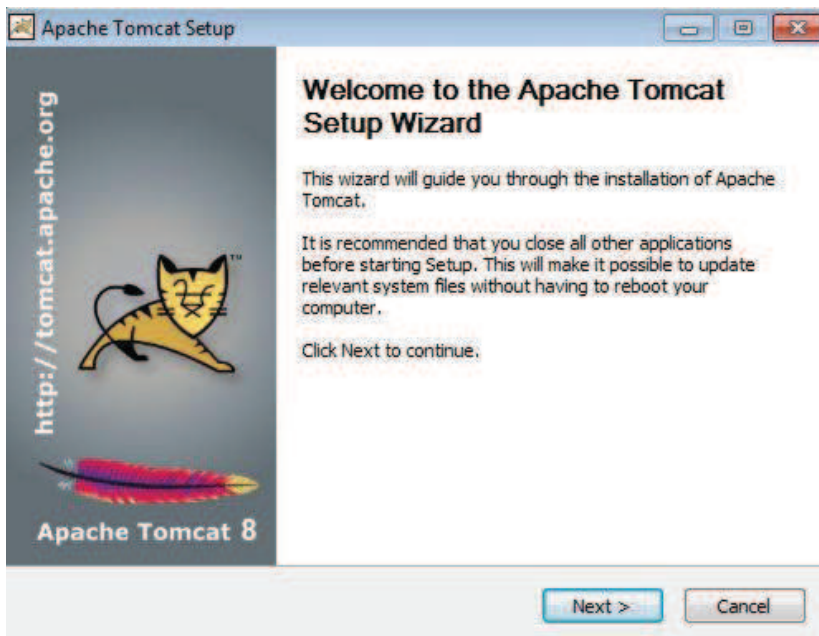 Apache Tomcat Setup
http://tomcat.apache.org
TM
Apache Tomcat 8
Welcome to the Apache Tomcat
Setup Wizard
This wizard will guide you through the installation of Apache
Tomcat.
It is recommended that you close all other applications
before starting Setup. This will make it possible to update
relevant system files without having to reboot your
computer.
Click Next to continue.
Next >
Cancel